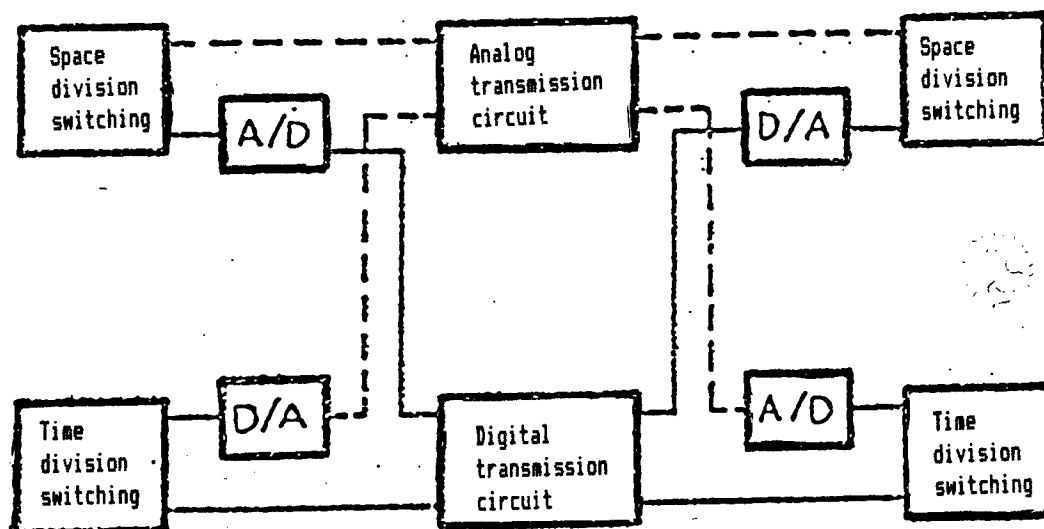 Space
division
switching
A/D
Analog
transmission
circuit
D/A
Space
division
switching
Time
division
switching
D/A
Digital
transmission
circuit
A/D
Time
division
switching